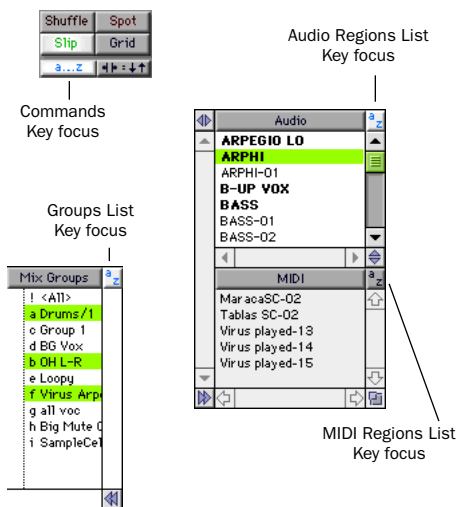 Shuffle Spot
Slip Grid
a...z
Commands
Key focus
Audio Regions List
Key focus
Audio
a z
ARPEGIO LO
ARPHI
ARPHI-01
B-UP VOX
BASS
BASS-01
BASS-02
MIDI
a z
MaracaSC-02
Tablas SC-02
Virus played-13
Virus played-14
Virus played-15
MIDI Regions List
Key focus
Groups List
Key focus
Mix Groups
a z
! <All>
a Drums/1
c Group 1
d BG Vox
b OH L-R
e Loopy
f Virus Arpe
g all voc
h Big Mute
i SampleCel